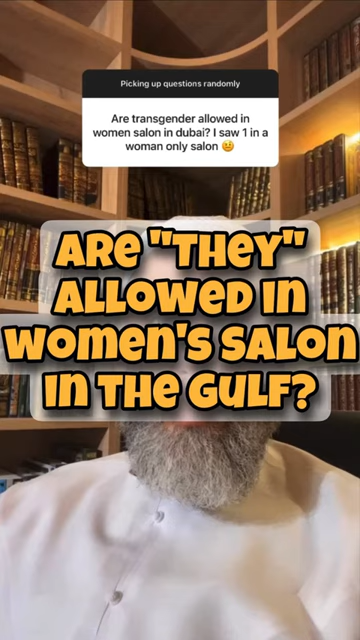 Picking up questions randomly
Are transgender allowed in
women salon in dubai? I saw 1 in a
woman only salon 😐
ARE "THEY"
ALLOWED IN
WOMEN'S SALON
IN THE GULF?